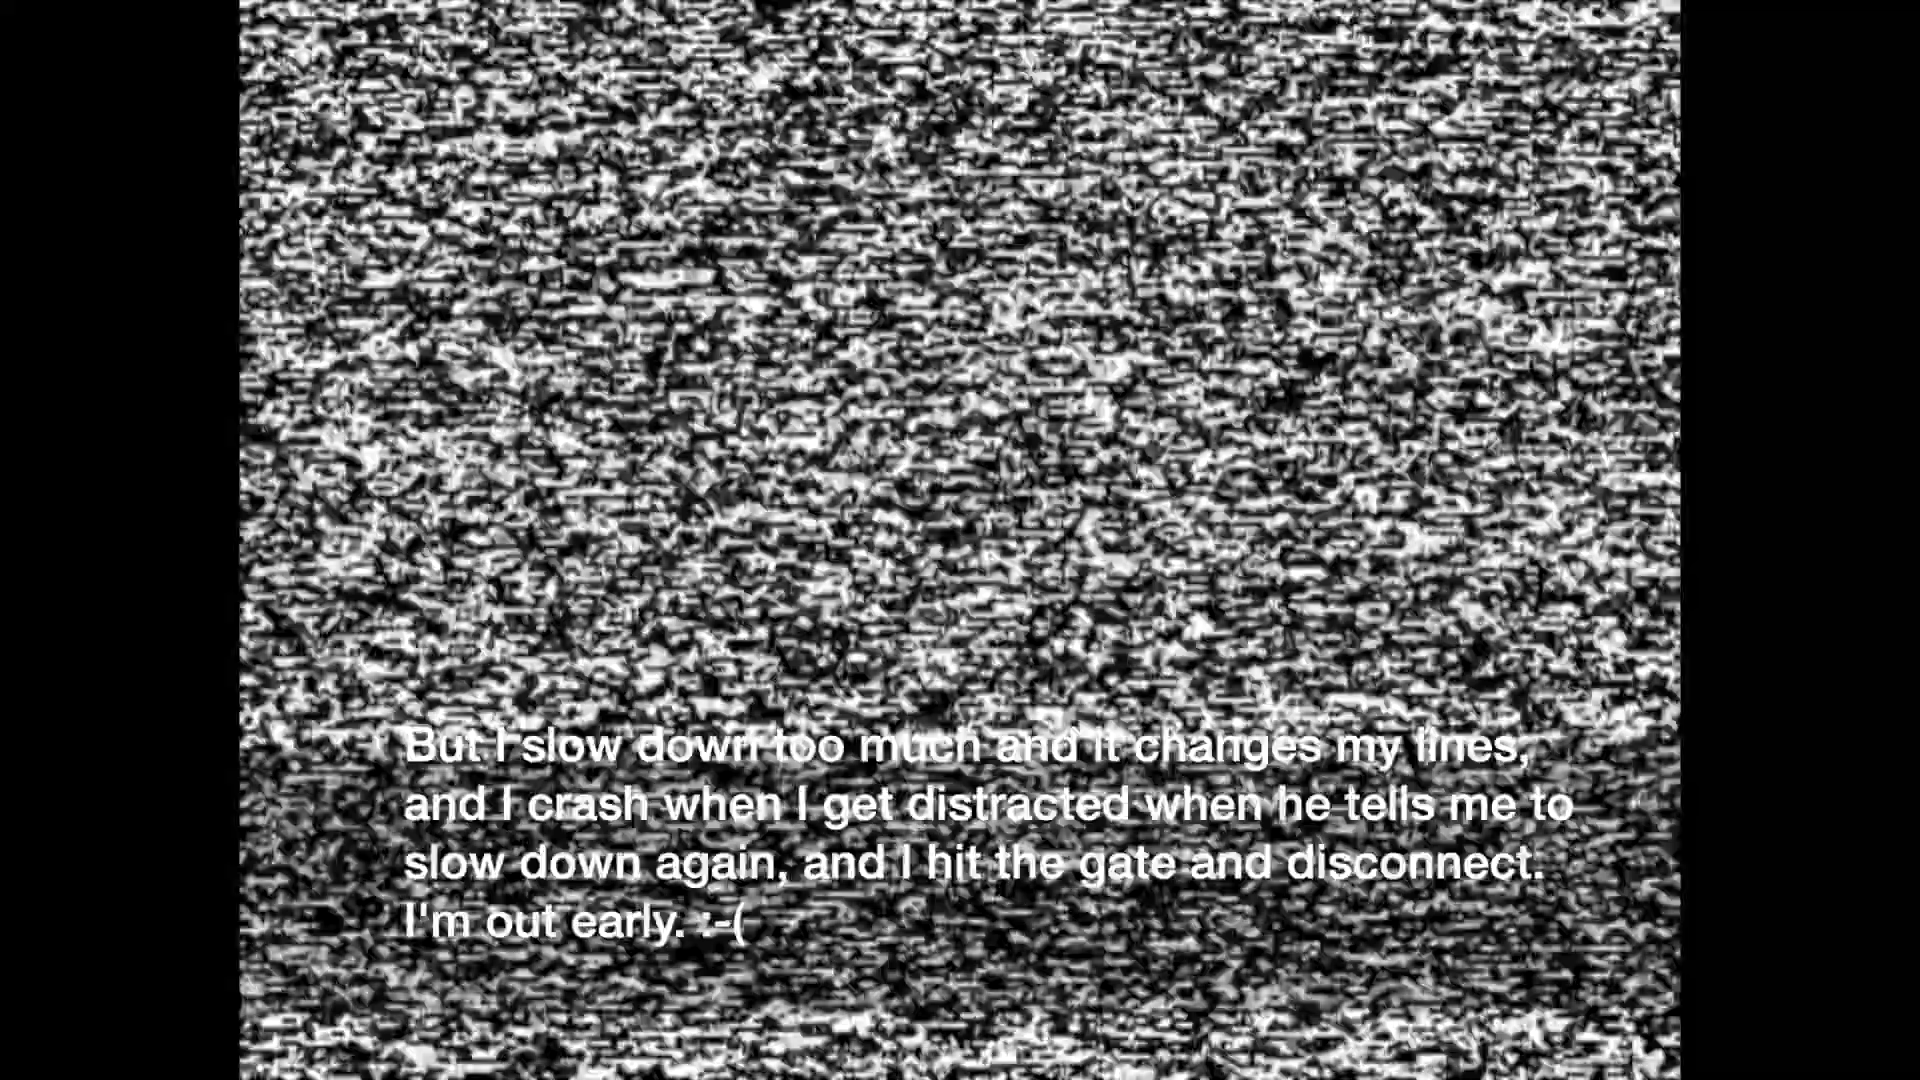 But I slow down too much and it changes my lines,
and I crash when I get distracted when he tells me to
slow down again, and I hit the gate and disconnect.
I'm out early. :-(